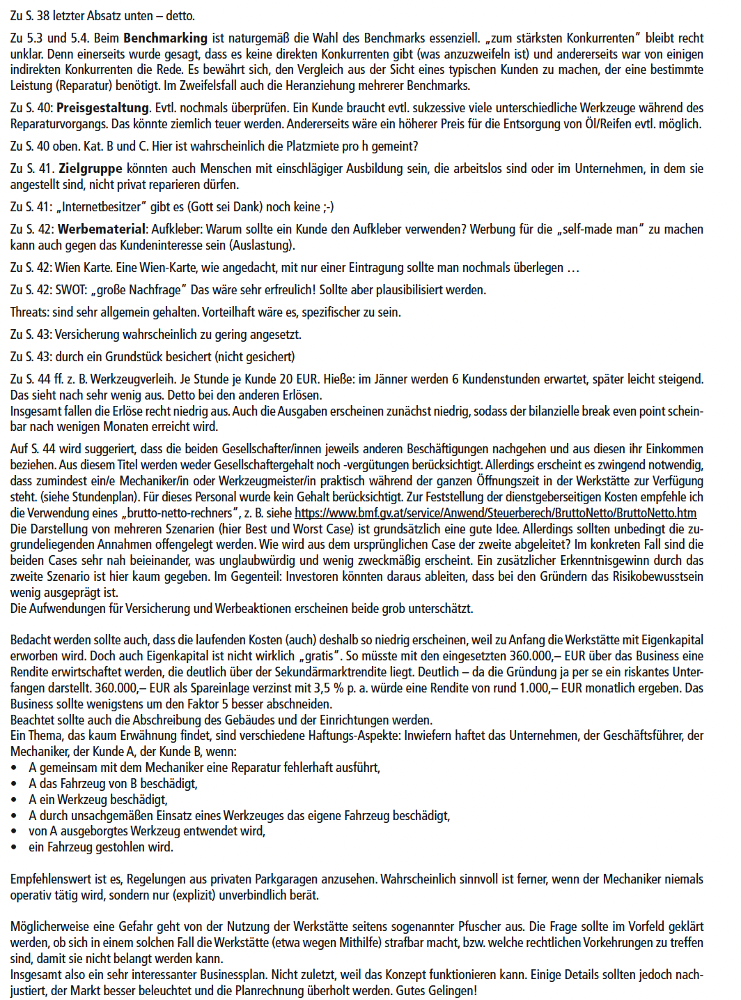 Zu S. 38 letzter Absatz unten – detto.
Zu 5.3 und 5.4. Beim Benchmarking ist naturgemäß die Wahl des Benchmarks essenziell. „zum stärksten Konkurrenten“ bleibt recht
unklar. Denn einerseits wurde gesagt, dass es keine direkten Konkurrenten gibt (was anzuzweifeln ist) und andererseits war von einigen
indirekten Konkurrenten die Rede. Es bewährt sich, den Vergleich aus der Sicht eines typischen Kunden zu machen, der eine bestimmte
Leistung (Reparatur) benötigt. Im Zweifelsfall auch die Heranziehung mehrerer Benchmarks.
Zu S. 40: Preisgestaltung. Evtl. nochmals überprüfen. Ein Kunde braucht evtl. sukzessive viele unterschiedliche Werkzeuge während des
Reparaturvorgangs. Das könnte ziemlich teuer werden. Andererseits wäre ein höherer Preis für die Entsorgung von Öl/Reifen evtl. möglich.
Zu S. 40 oben. Kat. B und C. Hier ist wahrscheinlich die Platzmiete pro h gemeint?
Zu S. 41. Zielgruppe könnten auch Menschen mit einschlägiger Ausbildung sein, die arbeitslos sind oder im Unternehmen, in dem sie
angestellt sind, nicht privat reparieren dürfen.
Zu S. 41: „Internetbesitzer“ gibt es (Gott sei Dank) noch keine ;-)
Zu S. 42: Werbematerial: Aufkleber: Warum sollte ein Kunde den Aufkleber verwenden? Werbung für die „self-made man“ zu machen
kann auch gegen das Kundeninteresse sein (Auslastung).
Zu S. 42: Wien Karte. Eine Wien-Karte, wie angedacht, mit nur einer Eintragung sollte man nochmals überlegen …
Zu S. 42: SWOT: „große Nachfrage“ Das wäre sehr erfreulich! Sollte aber plausibilisiert werden.
Threats: sind sehr allgemein gehalten. Vorteilhaft wäre es, spezifischer zu sein.
Zu S. 43: Versicherung wahrscheinlich zu gering angesetzt.
Zu S. 43: durch ein Grundstück besichert (nicht gesichert)
Zu S. 44 ff. z. B. Werkzeugverleih. Je Stunde je Kunde 20 EUR. Hieße: im Jänner werden 6 Kundenstunden erwartet, später leicht steigend.
Das sieht nach sehr wenig aus. Detto bei den anderen Erlösen.
Insgesamt fallen die Erlöse recht niedrig aus. Auch die Ausgaben erscheinen zunächst niedrig, sodass der bilanzielle break even point schein-
bar nach wenigen Monaten erreicht wird.
Auf S. 44 wird suggeriert, dass die beiden Gesellschafter/innen jeweils anderen Beschäftigungen nachgehen und aus diesen ihr Einkommen
beziehen. Aus diesem Titel werden weder Gesellschaftergehalt noch -vergütungen berücksichtigt. Allerdings erscheint es zwingend notwendig,
dass zumindest ein/e Mechaniker/in oder Werkzeugmeister/in praktisch während der ganzen Öffnungszeit in der Werkstätte zur Verfügung
steht. (siehe Stundenplan). Für dieses Personal wurde kein Gehalt berücksichtigt. Zur Feststellung der dienstgeberseitigen Kosten empfehle ich
die Verwendung eines „brutto-netto-rechners“, z. B. siehe https://www.bmf.gv.at/service/Anwend/Steuerberech/BruttoNetto/BruttoNetto.htm
Die Darstellung von mehreren Szenarien (hier Best und Worst Case) ist grundsätzlich eine gute Idee. Allerdings sollten unbedingt die zu-
grundeliegenden Annahmen offengelegt werden. Wie wird aus dem ursprünglichen Case der zweite abgeleitet? Im konkreten Fall sind die
beiden Cases sehr nah beieinander, was unglaubwürdig und wenig zweckmäßig erscheint. Ein zusätzlicher Erkenntnisgewinn durch das
zweite Szenario ist hier kaum gegeben. Im Gegenteil: Investoren könnten daraus ableiten, dass bei den Gründern das Risikobewusstsein
wenig ausgeprägt ist.
Die Aufwendungen für Versicherung und Werbeaktionen erscheinen beide grob unterschätzt.
Bedacht werden sollte auch, dass die laufenden Kosten (auch) deshalb so niedrig erscheinen, weil zu Anfang die Werkstätte mit Eigenkapital
erworben wird. Doch auch Eigenkapital ist nicht wirklich „gratis“. So müsste mit den eingesetzten 360.000,– EUR über das Business eine
Rendite erwirtschaftet werden, die deutlich über der Sekundärmarktrendite liegt. Deutlich – da die Gründung ja per se ein riskantes Unter-
fangen darstellt. 360.000,– EUR als Spareinlage verzinst mit 3,5 % p. a. würde eine Rendite von rund 1.000,– EUR monatlich ergeben. Das
Business sollte wenigstens um den Faktor 5 besser abschneiden.
Beachtet sollte auch die Abschreibung des Gebäudes und der Einrichtungen werden.
Ein Thema, das kaum Erwähnung findet, sind verschiedene Haftungs-Aspekte: Inwiefern haftet das Unternehmen, der Geschäftsführer, der
Mechaniker, der Kunde A, der Kunde B, wenn:
• A gemeinsam mit dem Mechaniker eine Reparatur fehlerhaft ausführt,
• A das Fahrzeug von B beschädigt,
• A ein Werkzeug beschädigt,
• A durch unsachgemäßen Einsatz eines Werkzeuges das eigene Fahrzeug beschädigt,
• von A ausgeborgtes Werkzeug entwendet wird,
• ein Fahrzeug gestohlen wird.
Empfehlenswert ist es, Regelungen aus privaten Parkgaragen anzusehen. Wahrscheinlich sinnvoll ist ferner, wenn der Mechaniker niemals
operativ tätig wird, sondern nur (explizit) unverbindlich berät.
Möglicherweise eine Gefahr geht von der Nutzung der Werkstätte seitens sogenannter Pfuscher aus. Die Frage sollte im Vorfeld geklärt
werden, ob sich in einem solchen Fall die Werkstätte (etwa wegen Mithilfe) strafbar macht, bzw. welche rechtlichen Vorkehrungen zu treffen
sind, damit sie nicht belangt werden kann.
Insgesamt also ein sehr interessanter Businessplan. Nicht zuletzt, weil das Konzept funktionieren kann. Einige Details sollten jedoch nach-
justiert, der Markt besser beleuchtet und die Planrechnung überholt werden. Gutes Gelingen!